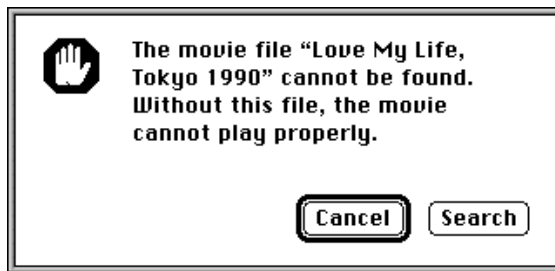 The movie file “Love My Life,
Tokyo 1990” cannot be found.
Without this file, the movie
cannot play properly.
Cancel Search